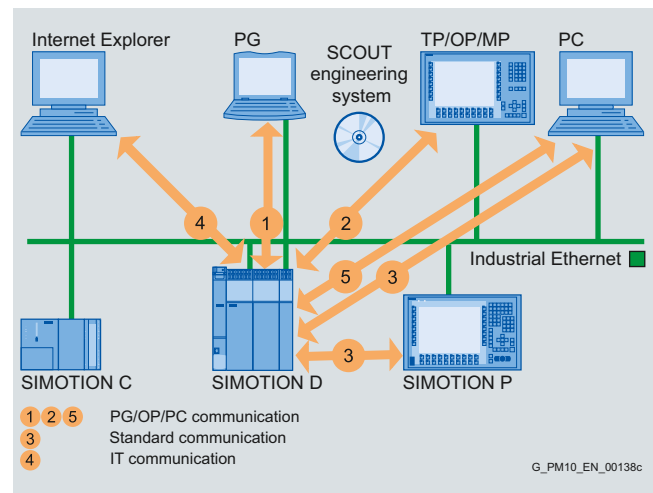 Internet Explorer
PG
SCOUT
engineering
system
TP/OP/MP
PC
4
1
2
5
3
Industrial Ethernet
3
SIMOTION C
SIMOTION D
SIMOTION P
1 2 5 PG/OP/PC communication
3 Standard communication
4 IT communication
G_PM10_EN_00138c